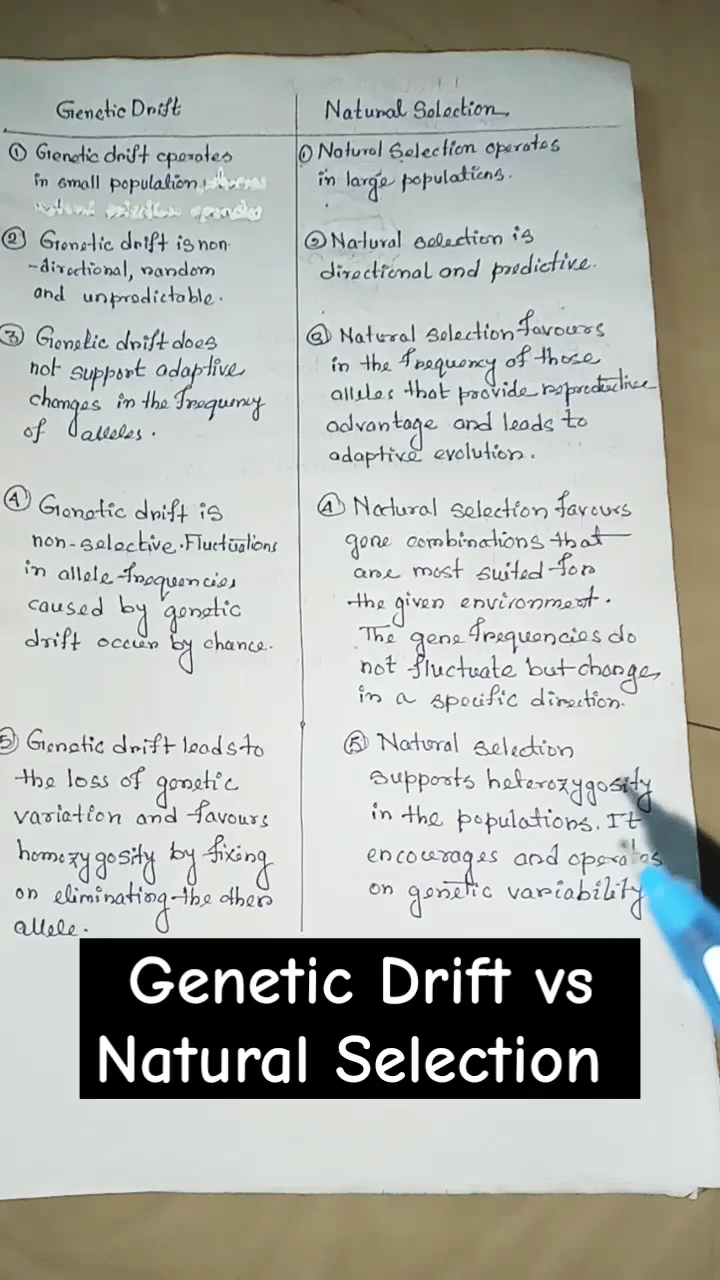 Genetic Drift
① Genetic drift operates
in small population
② Genetic drift is non
-directional, random
and unpredictable.
③ Genetic drift does
not support adaptive
changes in the frequency
of alleles.
④ Genetic drift is
non-selective. Fluctuations
in allele frequencies
caused by genetic
drift occur by chance.
⑤ Genetic drift leads to
the loss of genetic
variation and favours
homozygosity by fixing
or eliminating the other
allele.
Natural Selection
① Natural Selection operates
in large populations.
② Natural selection is
directional and predictive.
③ Natural selection favours
in the frequency of those
alleles that provide reproductive
advantage and leads to
adaptive evolution.
④ Natural selection favours
gene combinations that
are most suited for
the given environment.
The gene frequencies do
not fluctuate but change
in a specific direction.
⑤ Natural selection
supports heterozygosity
in the populations. It
encourages and operates
on genetic variability
Genetic Drift vs
Natural Selection